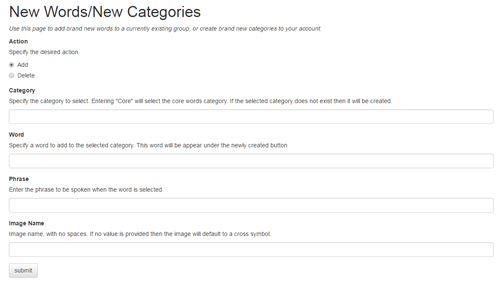 New Words/New Categories
Use this page to add brand new words to a currently existing group, or create brand new categories to your account
Action
Specify the desired action.
Add
Delete
Category
Specify the category to select. Entering "Core" will select the core words category. If the selected category does not exist then it will be created.
Word
Specify a word to add to the selected category. This word will be appear under the newly created button
Phrase
Enter the phrase to be spoken when the word is selected
Image Name
Image name, with no spaces. If no value is provided then the image will default to a cross symbol.
submit